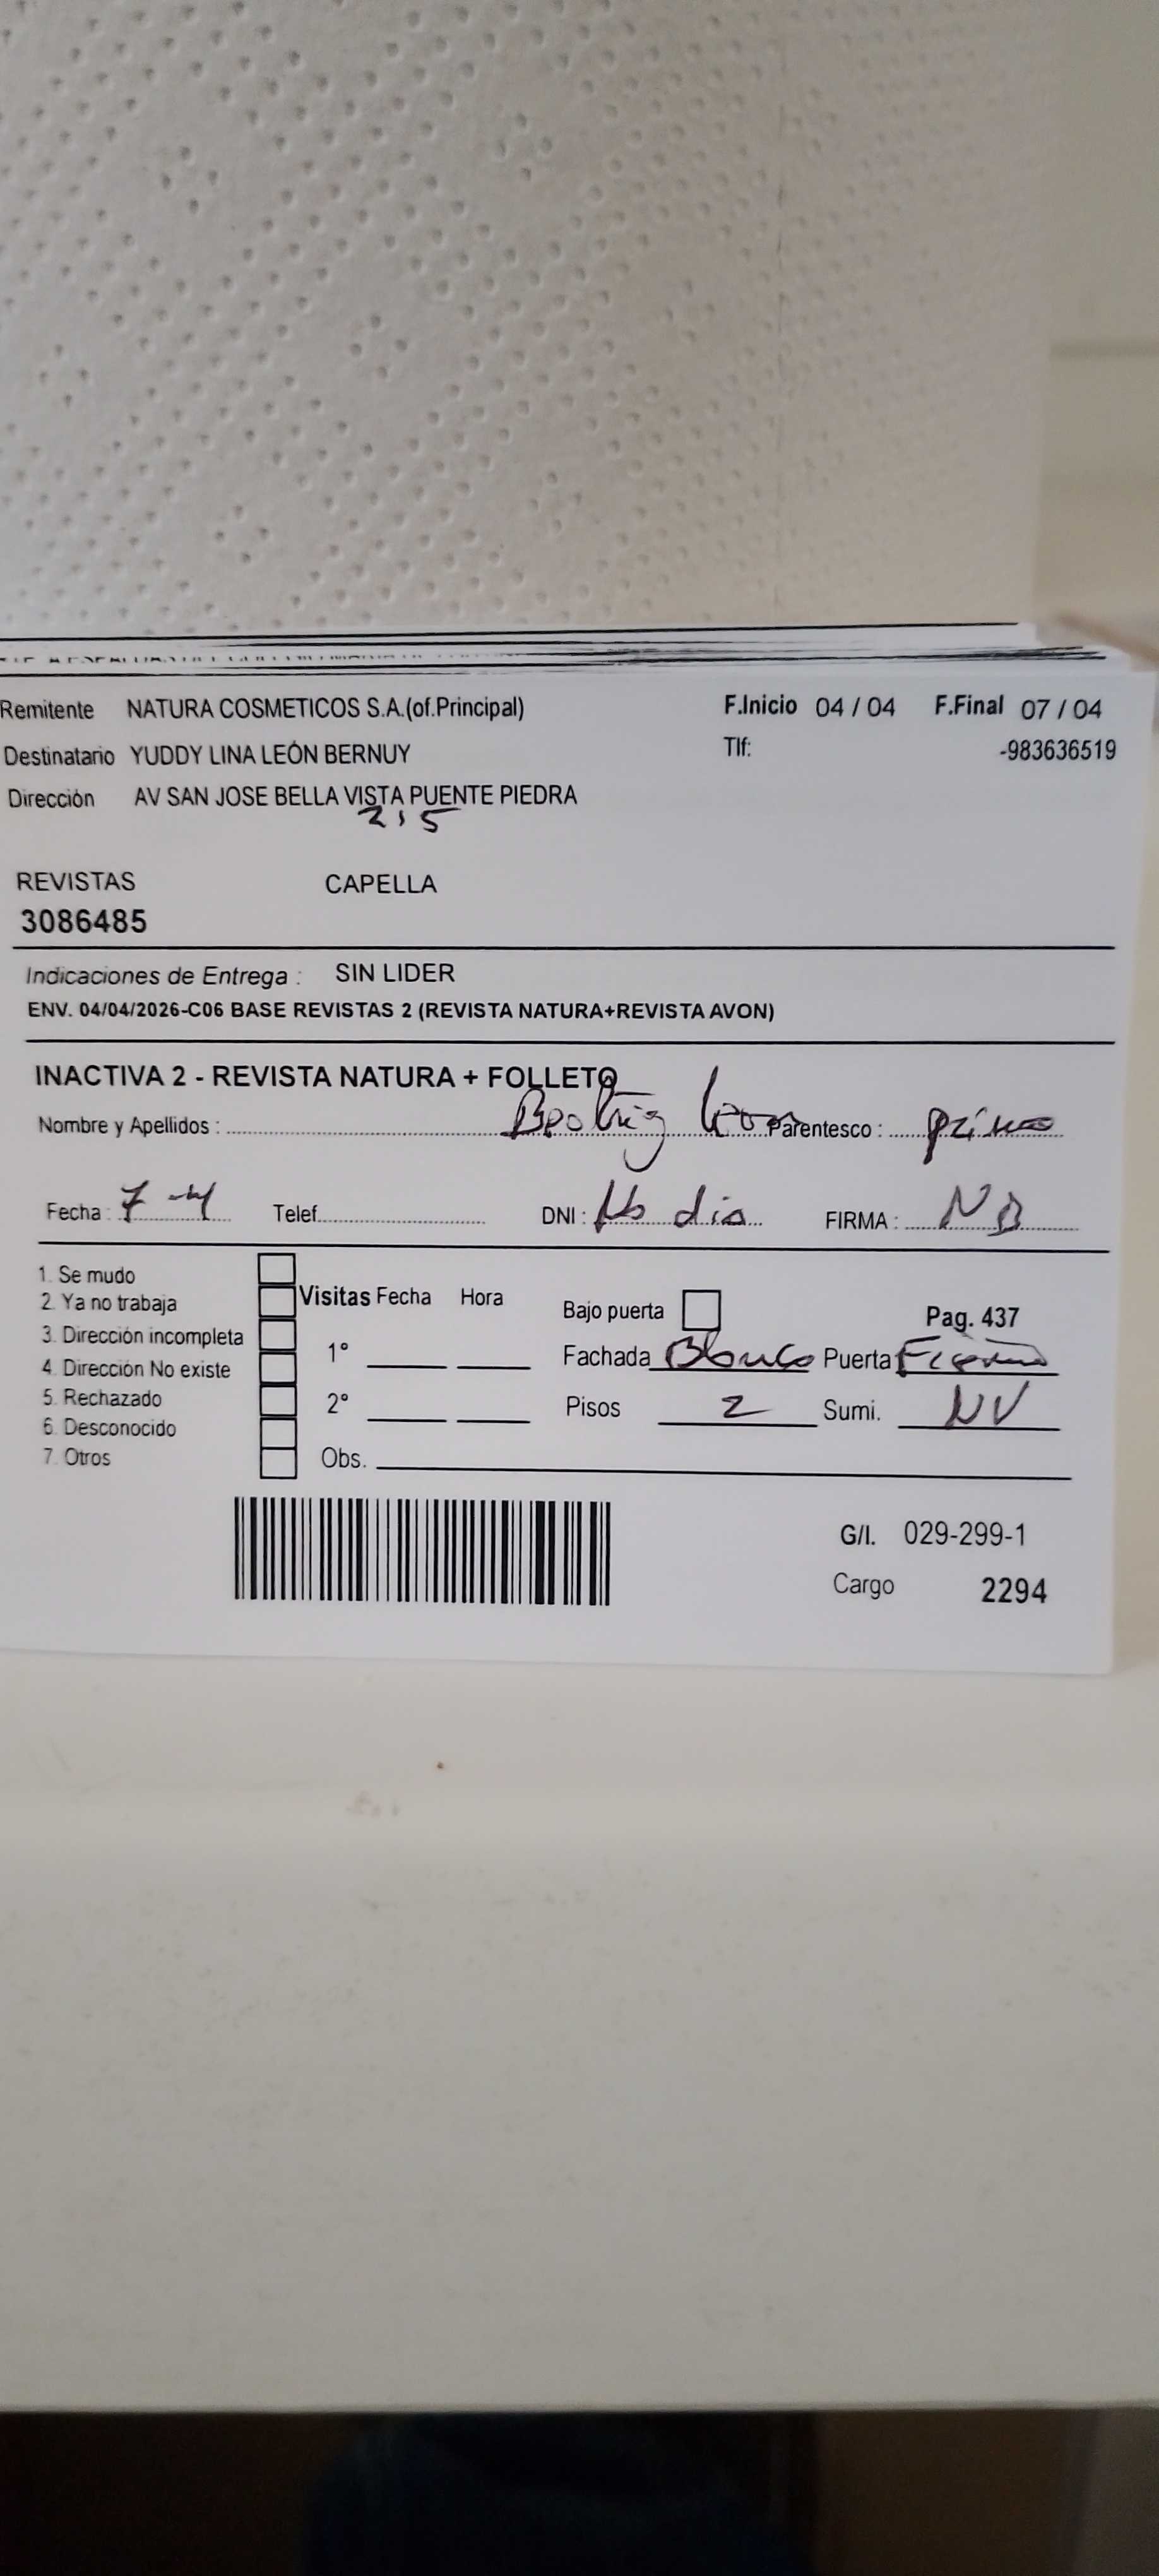 Remitente NATURA COSMETICOS S.A.(of.Principal) F.Inicio 04 / 04 F.Final 07 / 04
Destinatario YUDDY LINA LEÓN BERNUY Tlf: -983636519
Dirección AV SAN JOSE BELLA VISTA PUENTE PIEDRA
215
REVISTAS CAPELLA
3086485
Indicaciones de Entrega : SIN LIDER
ENV. 04/04/2026-C06 BASE REVISTAS 2 (REVISTA NATURA+REVISTA AVON)
INACTIVA 2 - REVISTA NATURA + FOLLETO
Nombre y Apellidos : Beatriz Leon Parentesco : prima
Fecha : 7-4 Telef. DNI : No dio FIRMA :
1. Se mudo
2. Ya no trabaja Visitas Fecha Hora Bajo puerta Pag. 437
3. Dirección incompleta 1° Fachada Blanco Puerta
4. Dirección No existe
5. Rechazado 2° Pisos 2 Sumi. NV
6. Desconocido
7. Otros Obs.
G/I. 029-299-1
Cargo 2294